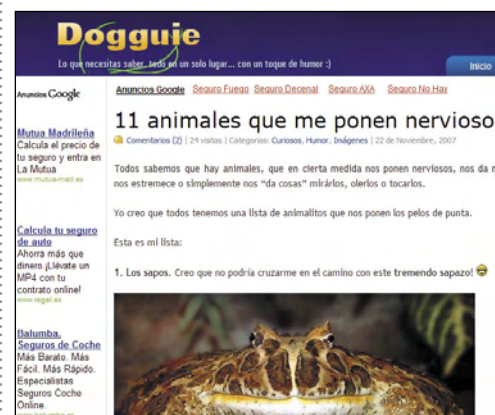 Dogguie
Lo que necesitas saber, todo en un solo lugar... con un toque de humor :)
Inicio
Anuncios Google
Anuncios Google Seguro Fuego Seguro Decenal Seguro AXA Seguro No Hay
11 animales que me ponen nervioso
Comentarios (2) | 24 visitas | Categorias: Curiosos, Humor, Imágenes | 22 de Noviembre, 2007
Mutua Madrileña
Calcula el precio de
tu seguro y entra en
La Mutua
www.mutua-mad.es
Todos sabemos que hay animales, que en cierta medida nos ponen nerviosos, nos da
nos estremece o simplemente nos "da cosas" mirárlos, olerlos o tocarlos.
Yo creo que todos tenemos una lista de animalitos que nos ponen los pelos de punta.
Esta es mi lista:
1. Los sapos. Creo que no podría cruzarme en el camino con este tremendo sapazo!
Calcula tu seguro
de auto
Ahorra más que
dinero.¡Llévate un
MP4 con tu
contrato online!
www.regal.es
Balumba.
Seguros de Coche
Más Barato. Más
Fácil. Más Rápido.
Especialistas
Seguros Coche
Online.
www.balumba.es